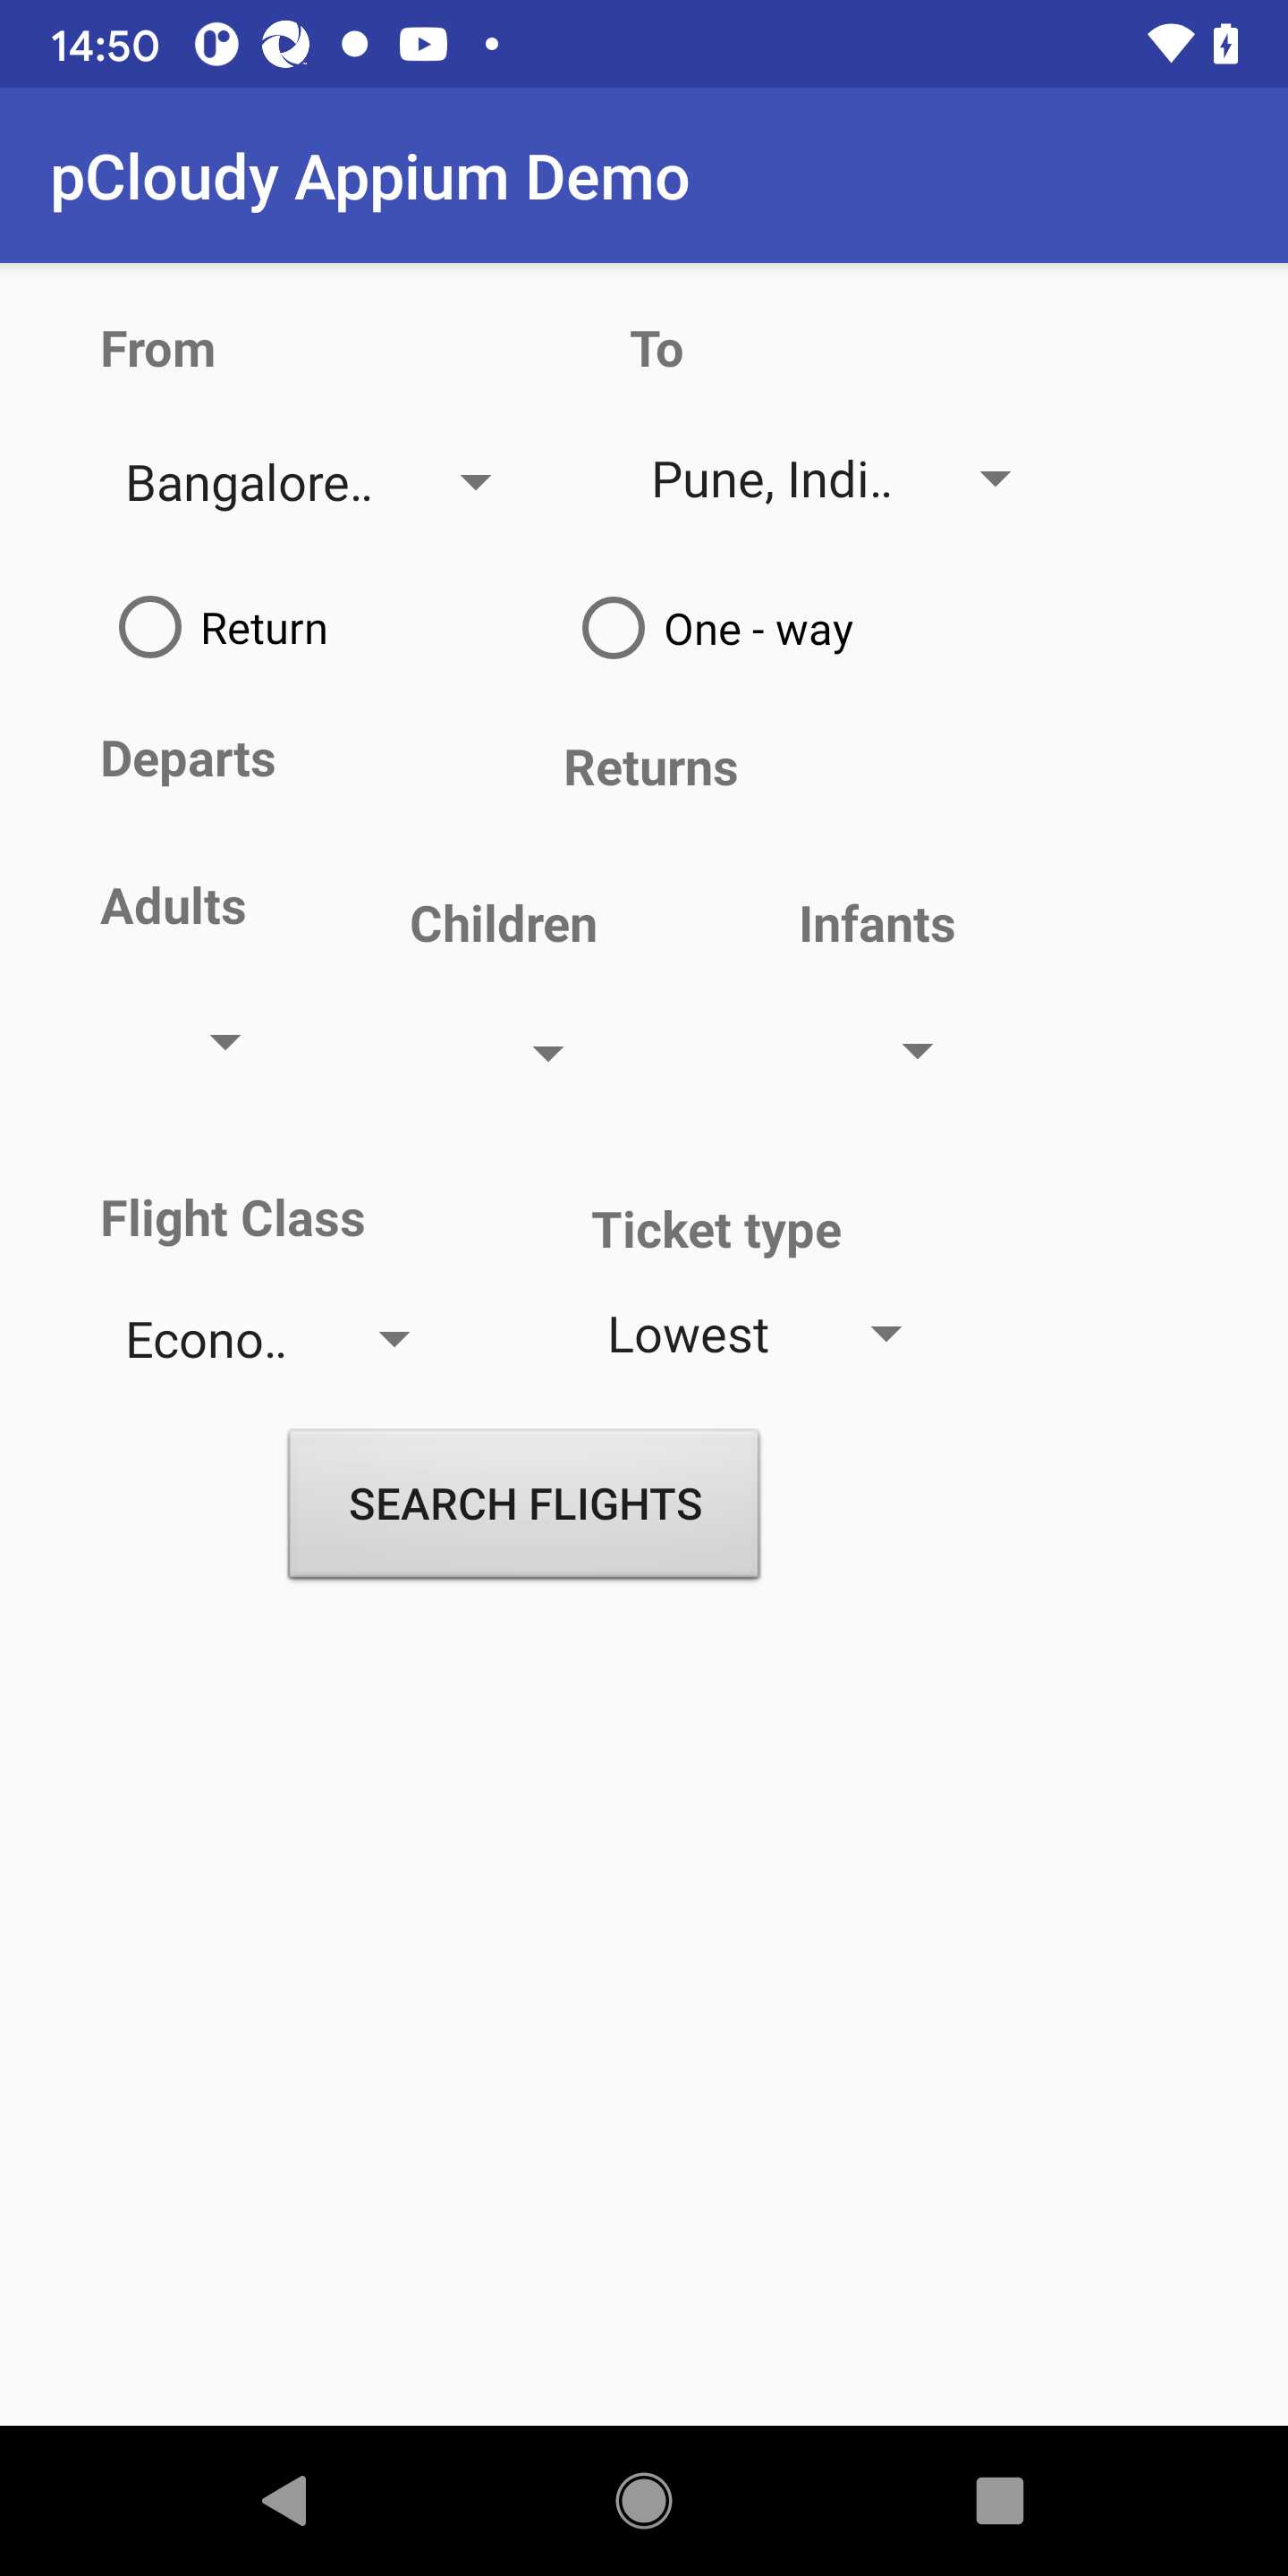 14:50
pCloudy Appium Demo
From To
Bangalore.. Pune, Indi..
Return One - way
Departs Returns
Adults Children Infants
Flight Class Ticket type
Econo.. Lowest
SEARCH FLIGHTS